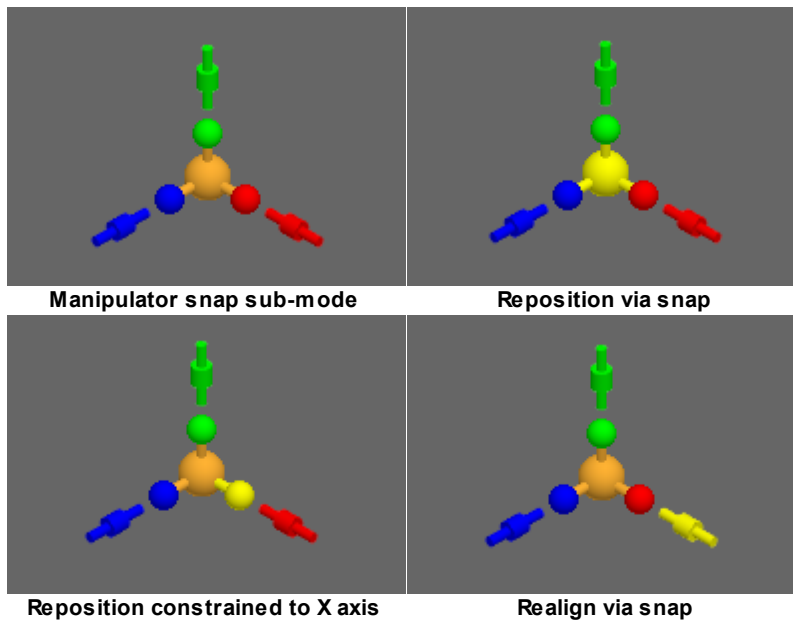 Manipulator snap sub-mode
Reposition via snap
Reposition constrained to X axis
Realign via snap